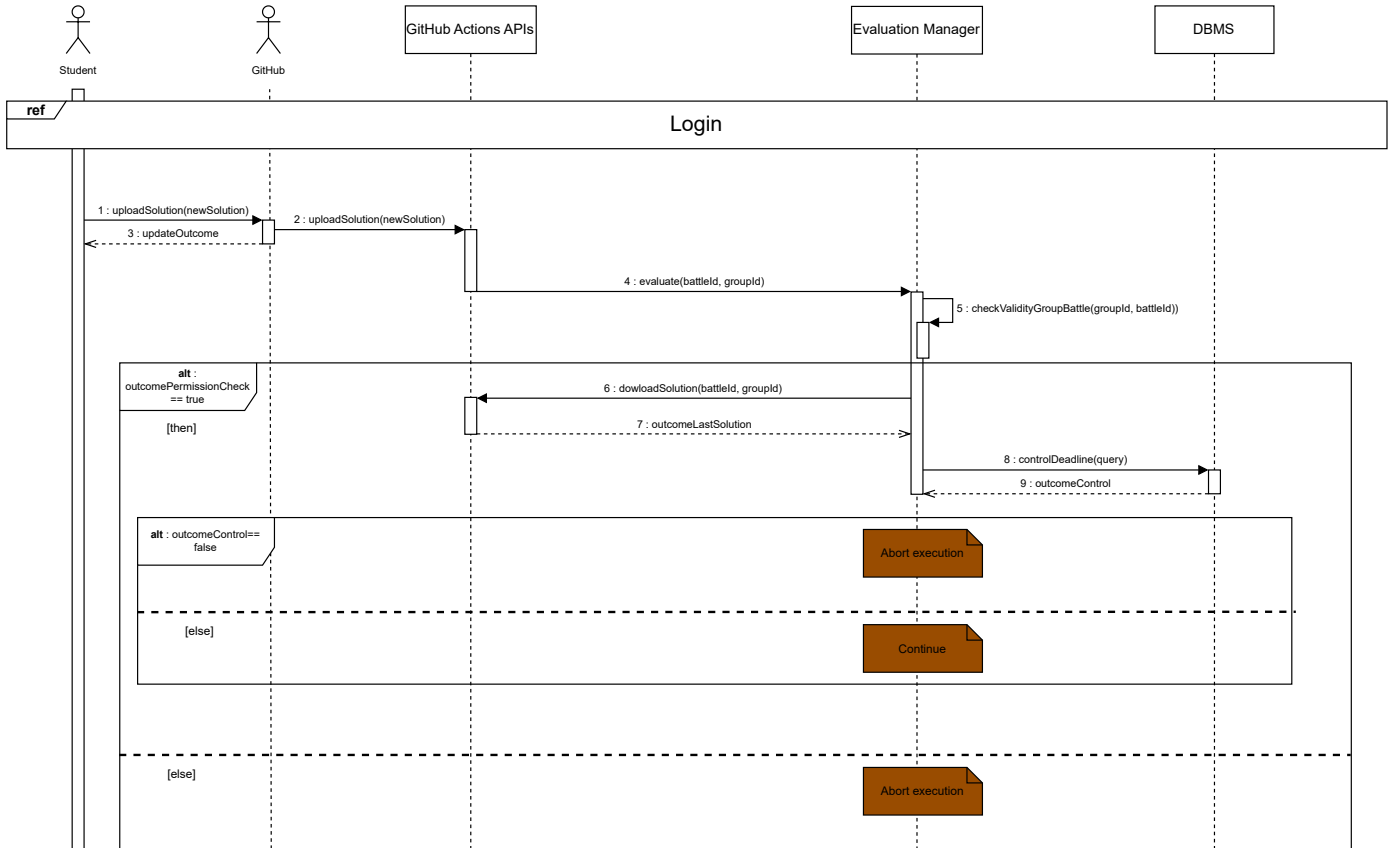 Student
GitHub
GitHub Actions APIs
Evaluation Manager
DBMS
ref
Login
1 : uploadSolution(newSolution)
2 : uploadSolution(newSolution)
3 : updateOutcome
4 : evaluate(battleId, groupId)
5 : checkValidityGroupBattle(groupId, battleId))
alt :
outcomePermissionCheck
== true
6 : dowloadSolution(battleId, groupId)
[then]
7 : outcomeLastSolution
8 : controlDeadline(query)
9 : outcomeControl
alt : outcomeControl==
false
Abort execution
[else]
Continue
[else]
Abort execution